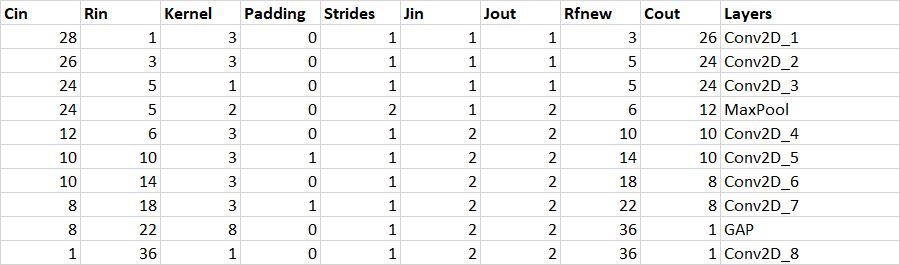 Cin Rin Kernel Padding Strides Jin Jout Rfnew Cout Layers
28 1 3 0 1 1 1 3 26 Conv2D_1
26 3 3 0 1 1 1 5 24 Conv2D_2
24 5 1 0 1 1 1 5 24 Conv2D_3
24 5 2 0 2 1 2 6 12 MaxPool
12 6 3 0 1 2 2 10 10 Conv2D_4
10 10 3 1 1 2 2 14 10 Conv2D_5
10 14 3 0 1 2 2 18 8 Conv2D_6
8 18 3 1 1 2 2 22 8 Conv2D_7
8 22 8 0 1 2 2 36 1 GAP
1 36 1 0 1 2 2 36 1 Conv2D_8